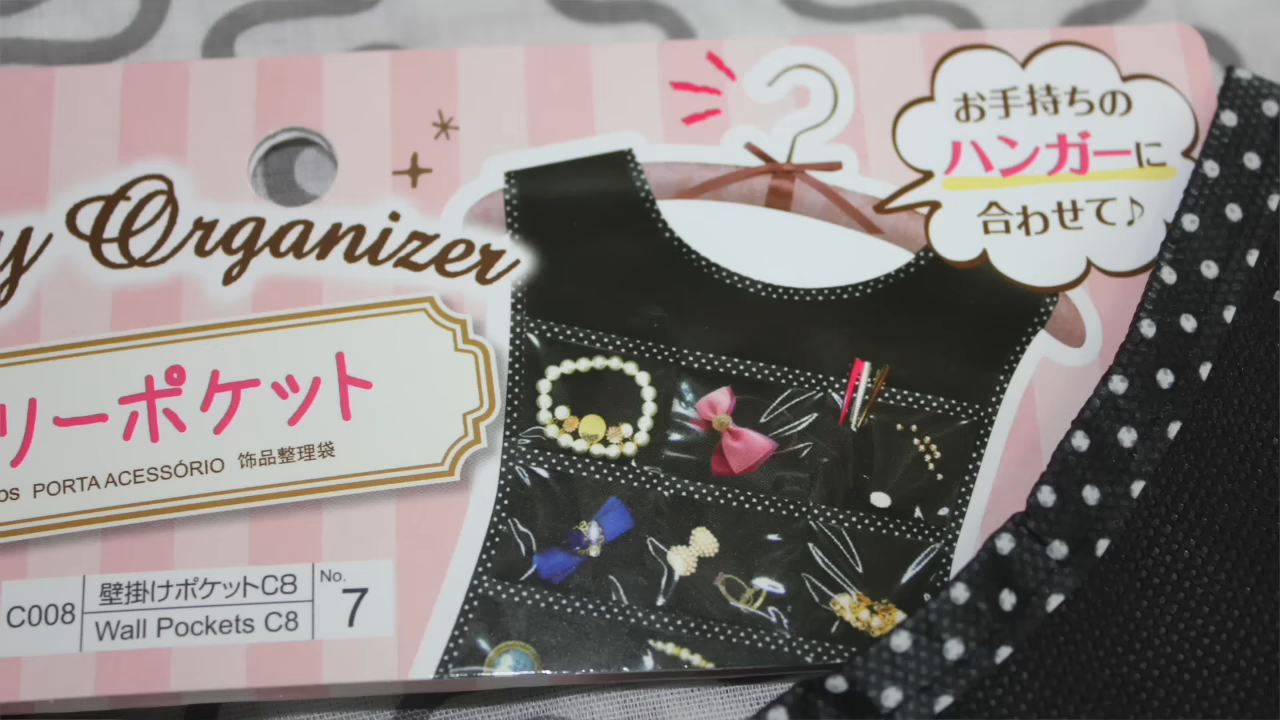 お手持ちの
ハンガーに
合わせて♪
y Organizer
リーポケット
os PORTA ACESSÓRIO 饰品整理袋
C008 壁掛けポケットC8 No. 7
Wall Pockets C8